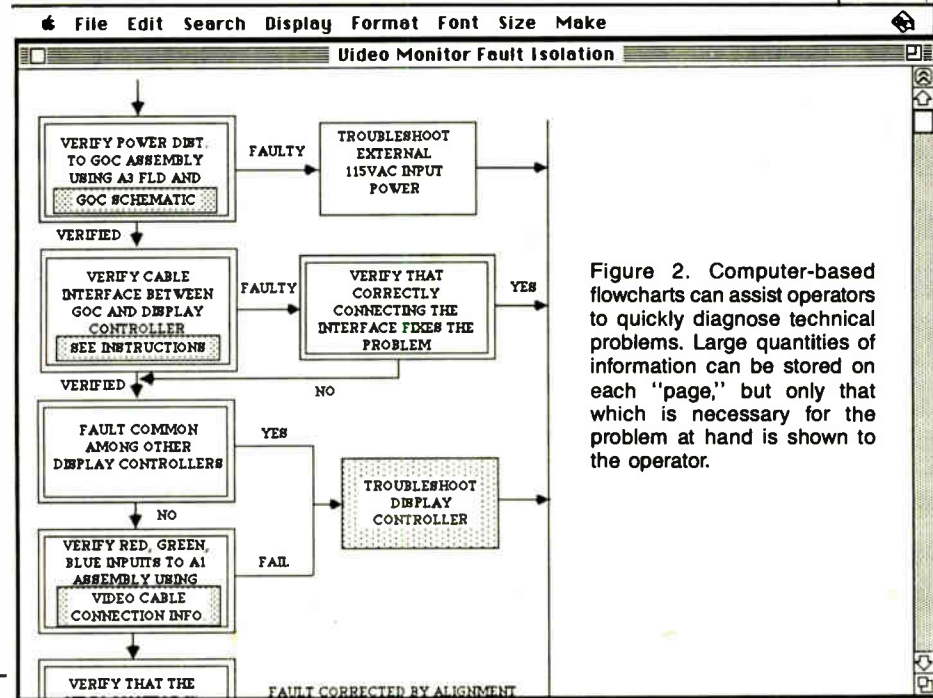 File Edit Search Display Format Font Size Make
Video Monitor Fault Isolation
VERIFY POWER DIST.
TO GOC ASSEMBLY
USING A3 FLD AND
GOC SCHEMATIC
FAULTY
TROUBLESHOOT
EXTERNAL
115VAC INPUT
POWER
VERIFIED
VERIFY CABLE
INTERFACE BETWEEN
GOC AND DISPLAY
CONTROLLER
SEE INSTRUCTIONS
FAULTY
VERIFY THAT
CORRECTLY
CONNECTING THE
INTERFACE FIXES THE
PROBLEM
YES
VERIFIED
NO
FAULT COMMON
AMONG OTHER
DISPLAY CONTROLLERS
YES
TROUBLESHOOT
DISPLAY
CONTROLLER
NO
VERIFY RED, GREEN,
BLUE INPUTS TO A1
ASSEMBLY USING
VIDEO CABLE
CONNECTION INFO.
FAIL
VERIFY THAT THE
FAULT CORRECTED BY ALIGNMENT
Figure 2. Computer-based
flowcharts can assist operators
to quickly diagnose technical
problems. Large quantities of
information can be stored on
each "page," but only that
which is necessary for the
problem at hand is shown to
the operator.